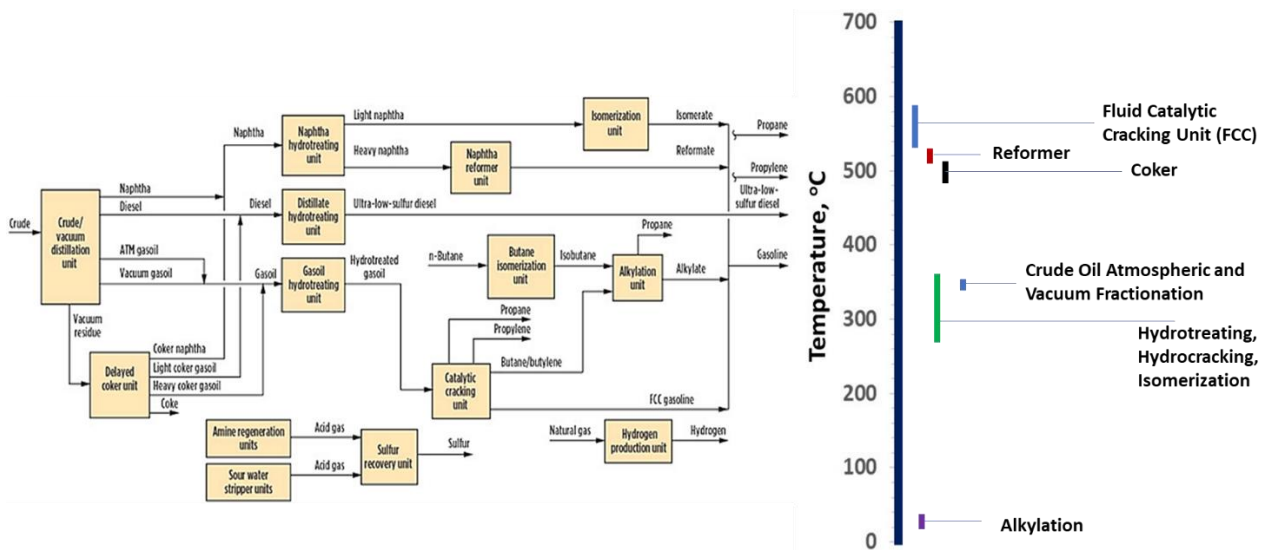 Crude
Crude/
vacuum
distillation
unit
Naphtha
Diesel
ATM gasoil
Vacuum gasoil
Vacuum
residue
Delayed
coker unit
Coker naphtha
Light coker gasoil
Heavy coker gasoil
Coke
Naphtha
Diesel
Gasoil
Naphtha
hydrotreating
unit
Distillate
hydrotreating
unit
Gasoil
hydrotreating
unit
Light naphtha
Heavy naphtha
Ultra-low-sulfur diesel
Hydrotreated
gasoil
Naphtha
reformer
unit
Isomerization
unit
Isomerate
Reformate
n-Butane
Butane
isomerization
unit
Isobutane
Alkylation
unit
Propane
Alkylate
Propane
Propylene
Butane/butylene
Catalytic
cracking
unit
FCC gasoline
Propane
Propylene
Ultra-low-
sulfur diesel
Gasoline
Amine regeneration
units
Acid gas
Sour water
stripper units
Acid gas
Sulfur
recovery unit
Sulfur
Natural gas
Hydrogen
production unit
Hydrogen
Temperature, °C
700
600
500
400
300
200
100
0
Fluid Catalytic
Cracking Unit (FCC)
Reformer
Coker
Crude Oil Atmospheric and
Vacuum Fractionation
Hydrotreating,
Hydrocracking,
Isomerization
Alkylation